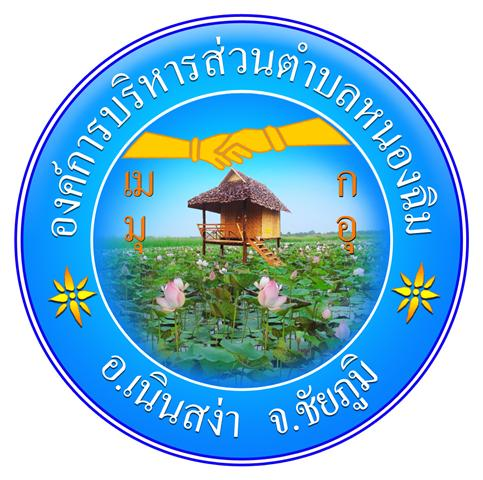 องค์การบริหารส่วนตำบลหนองฉิม
เม ก
มุ อุ
อ.เนินสง่า จ.ชัยภูมิ